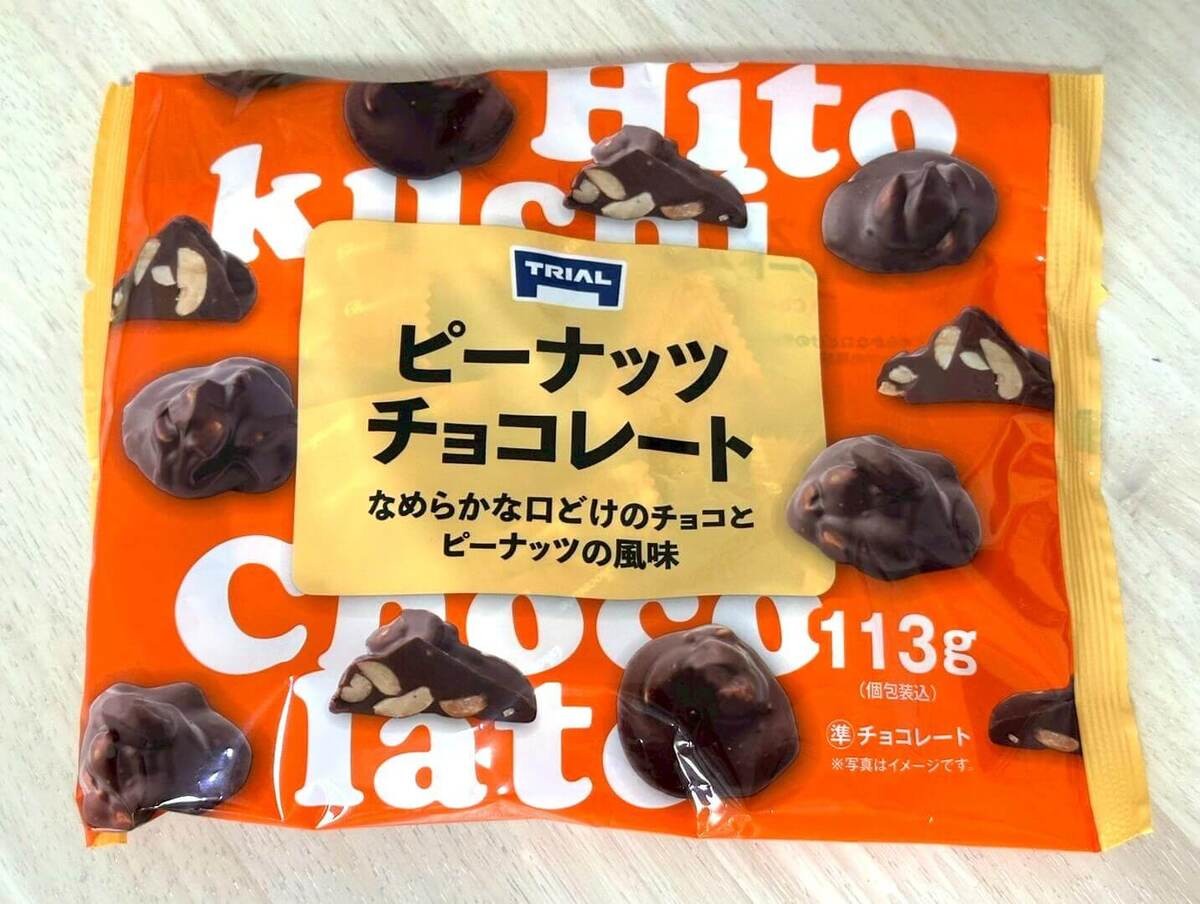 Hito
kuchi
TRIAL
ピーナッツ
チョコレート
なめらかな口どけのチョコと
ピーナッツの風味
Choco
late
113g
(個包装込)
準 チョコレート
※写真はイメージです。